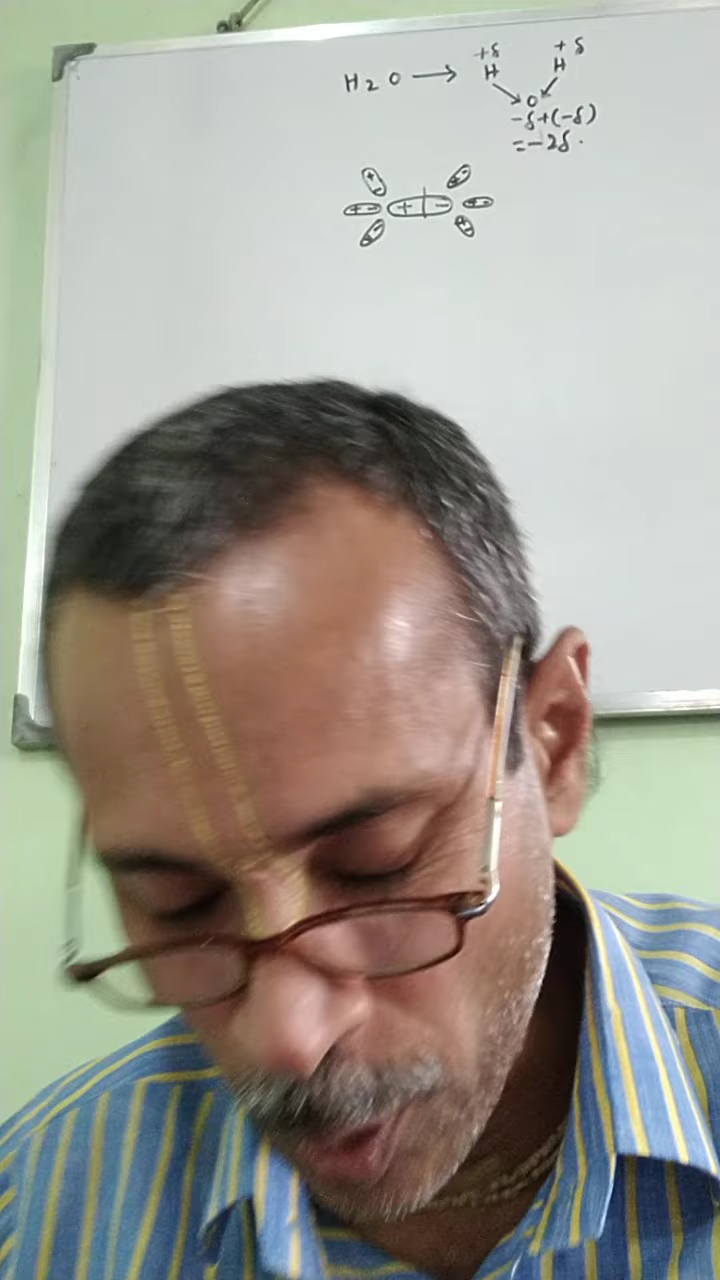 +δ +δ
H₂O → H H
O
-δ+(-δ)
=-2δ.
+ + -
+ - + - + -
+ - + -